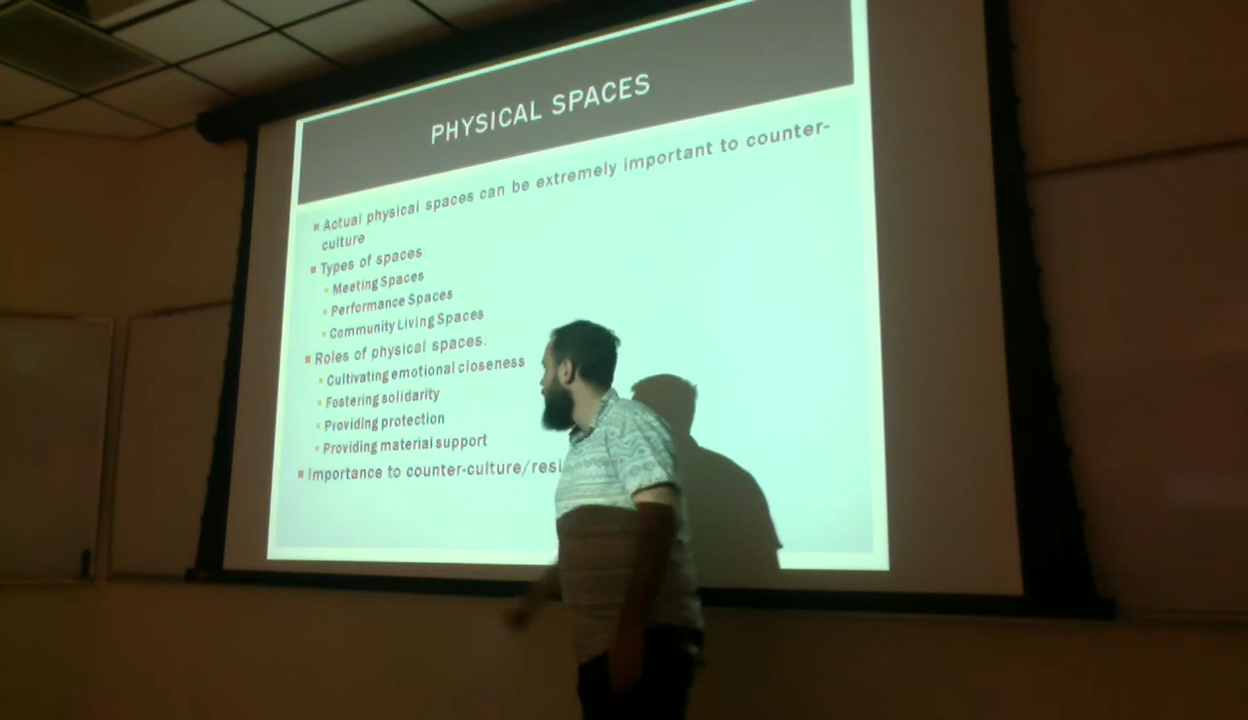 PHYSICAL SPACES
Actual physical spaces can be extremely important to counter-
culture
Types of spaces:
Meeting Spaces
Performance Spaces
Community Living Spaces
Roles of physical spaces:
Cultivating emotional closeness
Fostering solidarity
Providing protection
Providing material support
Importance to counter-culture/resi